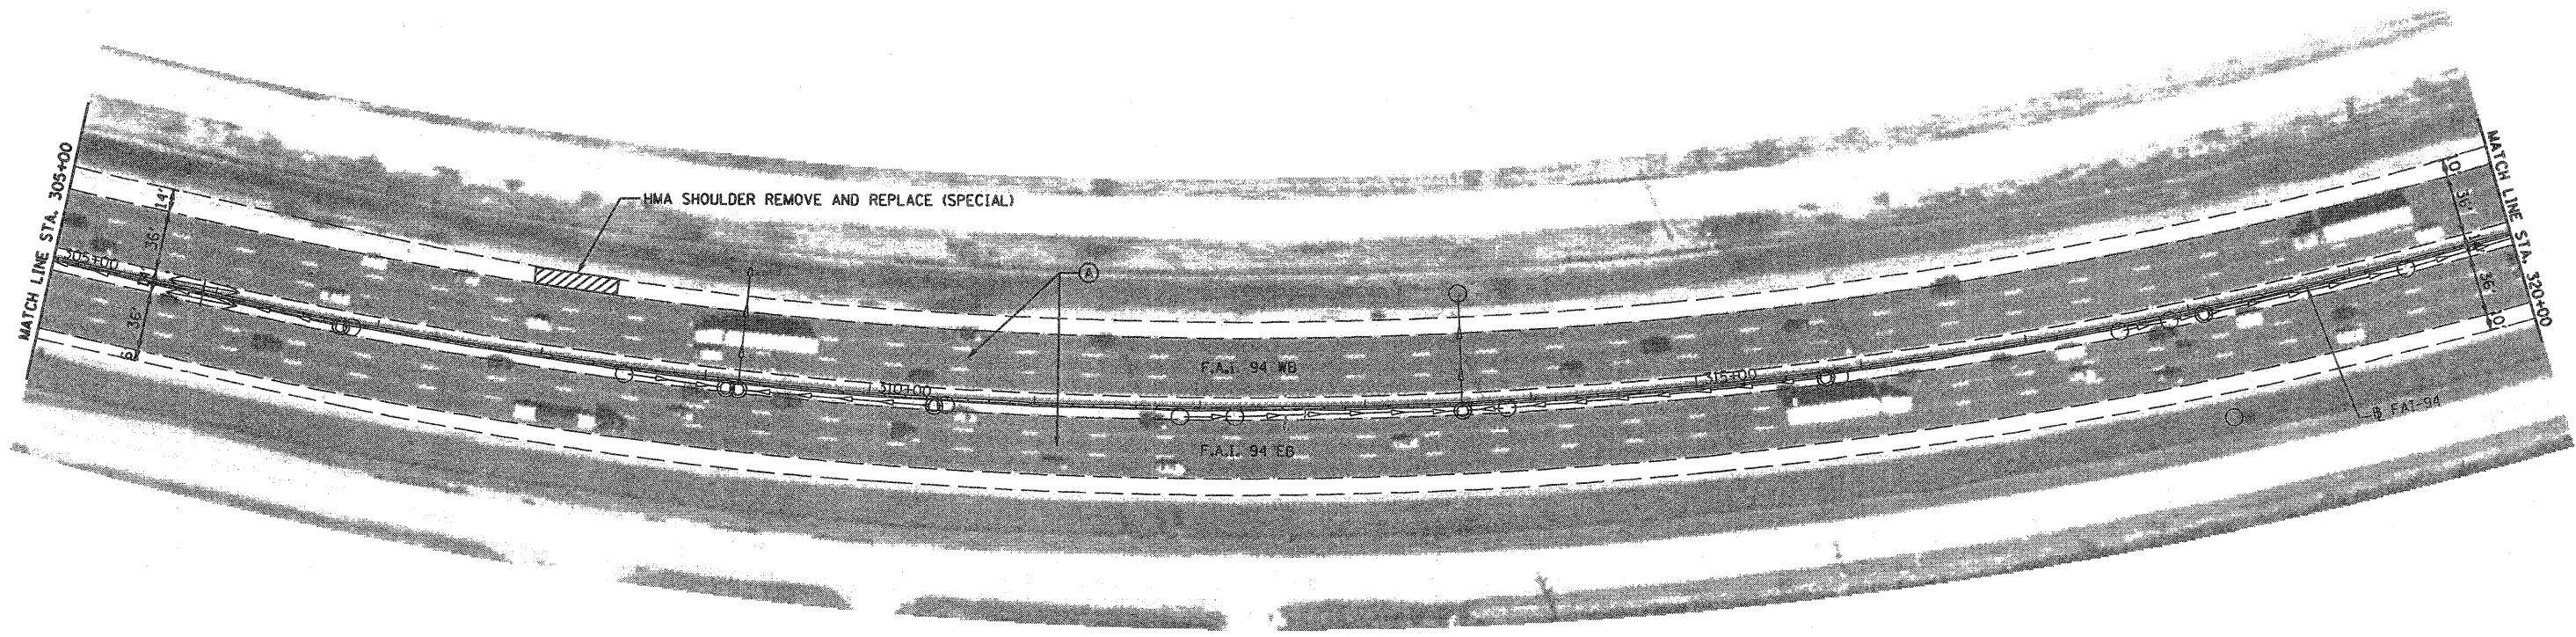 MATCH LINE STA. 305+00
14'
36'
305+00
36'
HMA SHOULDER REMOVE AND REPLACE (SPECIAL)
A
F.A.I. 94 WB
310+00
F.A.I. 94 EB
315+00
10'
36'
36'
10'
MATCH LINE STA. 320+00
FAI-94